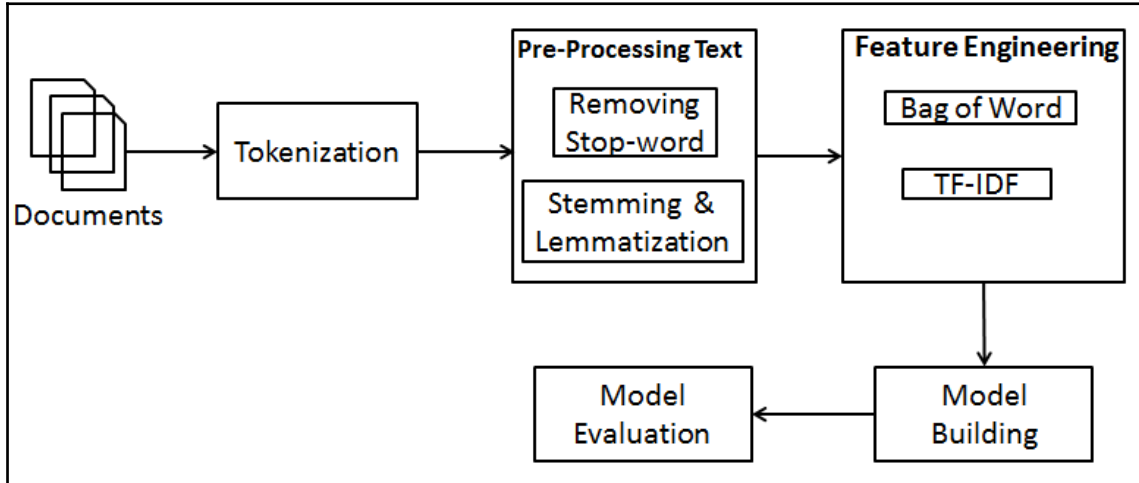 Documents
Tokenization
Pre-Processing Text
Removing
Stop-word
Stemming &
Lemmatization
Feature Engineering
Bag of Word
TF-IDF
Model
Building
Model
Evaluation